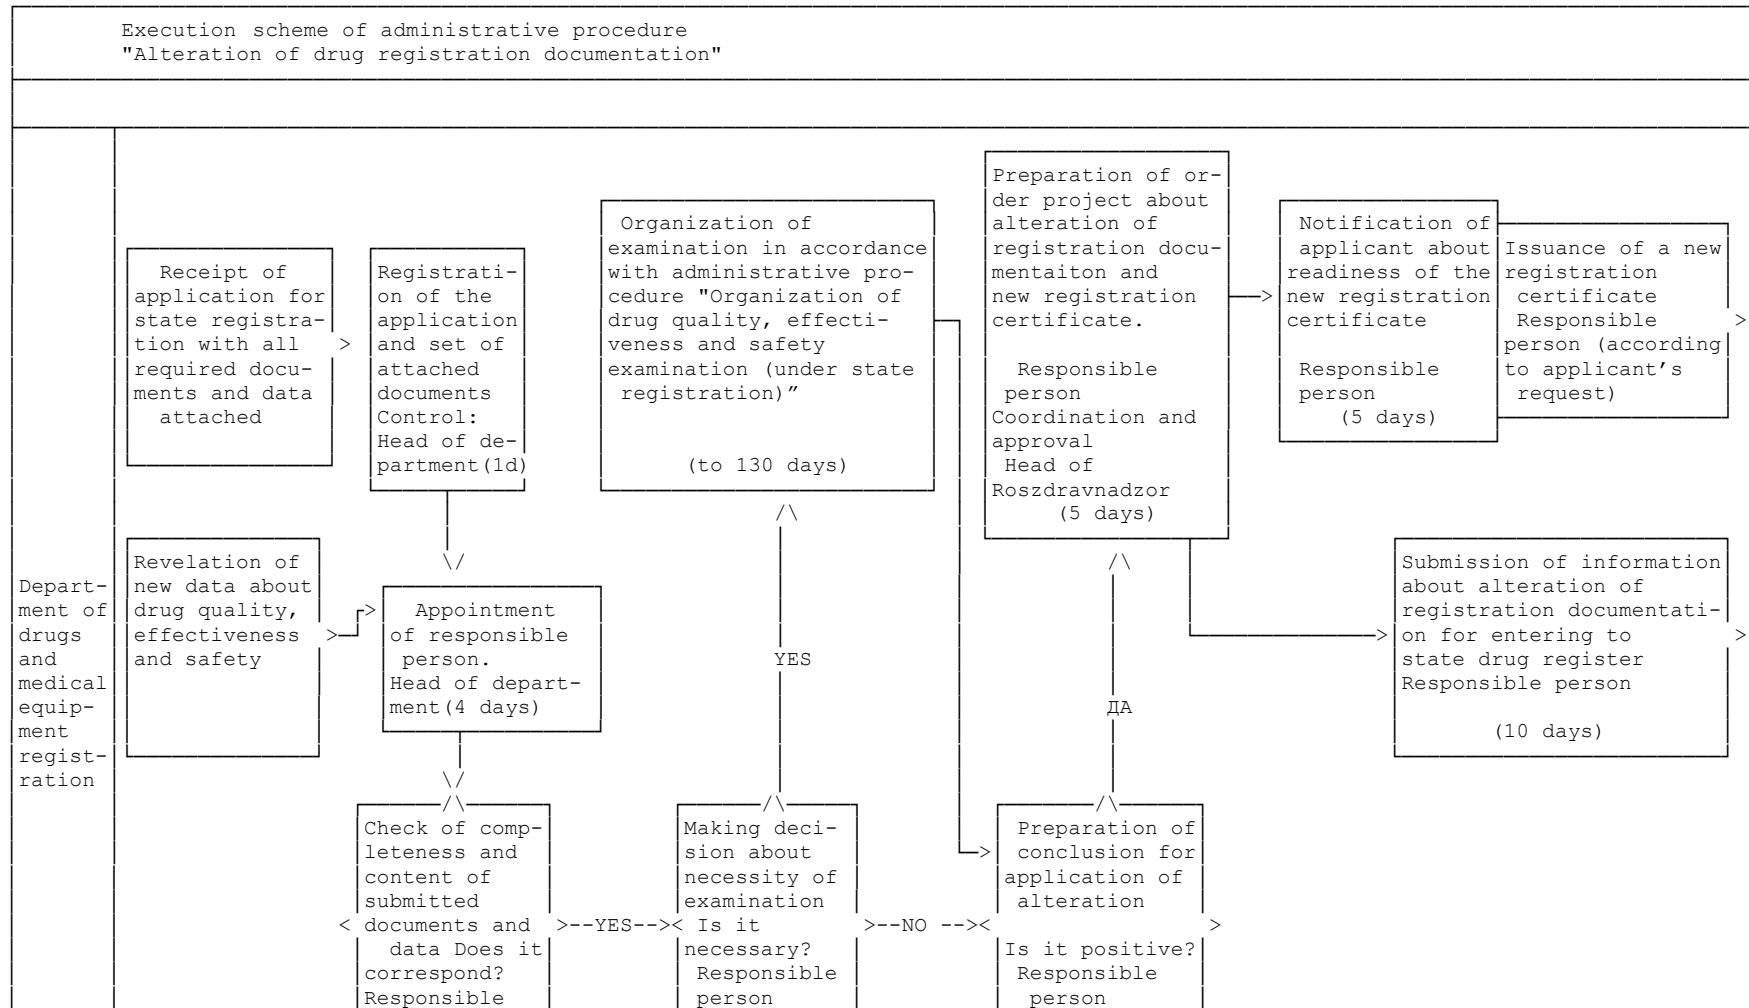 Execution scheme of administrative procedure
"Alteration of drug registration documentation"
Depart-
ment of
drugs
and
medical
equip-
ment
regist-
ration
Receipt of
application for
state registra-
tion with all
required docu-
ments and data
attached
>
Registrati-
on of the
application
and set of
attached
documents
Control:
Head of de-
partment(1d)
\/
Revelation of
new data about
drug quality,
effectiveness
and safety
>
>
Appointment
of responsible
person.
Head of depart-
ment(4 days)
\/
/\
Check of comp-
leteness and
content of
submitted
< documents and
data Does it
correspond?
Responsible
>--YES--><
/\
Making deci-
sion about
necessity of
examination
Is it
necessary?
Responsible
person
YES
/\
Organization of
examination in accordance
with administrative pro-
cedure "Organization of
drug quality, effecti-
veness and safety
examination (under state
registration)”
(to 130 days)
>
>--NO --><
/\
Preparation of
conclusion for
application of
alteration
>
Is it positive?
Responsible
person
ДА
/\
Preparation of or-
der project about
alteration of
registration docu-
mentaiton and
new registration
certificate.
Responsible
person
Coordination and
approval
Head of
Roszdravnadzor
(5 days)
>
Notification of
applicant about
readiness of the
new registration
certificate
Responsible
person
(5 days)
Issuance of a new
registration
certificate
Responsible
person (according
to applicant’s
request)
>
>
Submission of information
about alteration of
registration documentati-
on for entering to
state drug register
Responsible person
(10 days)
>